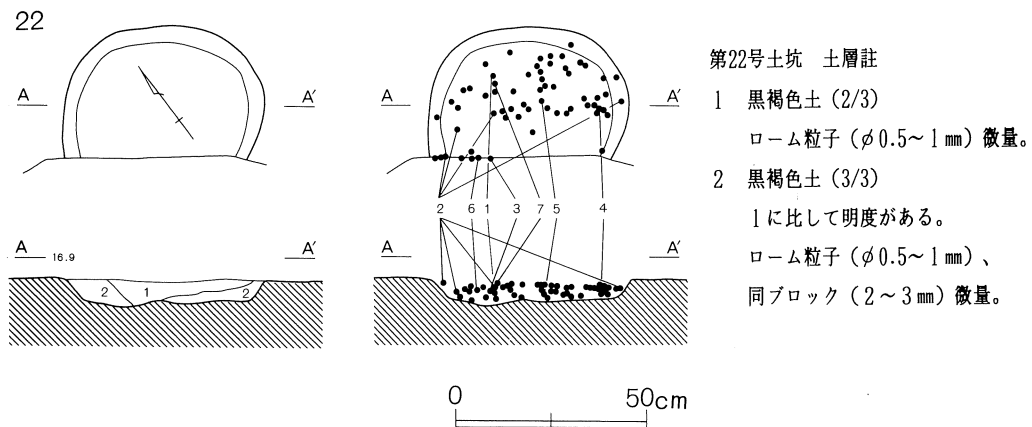 22
A A′
A A′
2 6 1 3 7 5 4
A 16.9 A′
2 1 2
A A′
0 50cm
第22号土坑 土層註
1 黒褐色土(2/3)
ローム粒子(φ0.5~1㎜)微量。
2 黒褐色土(3/3)
1に比して明度がある。
ローム粒子(φ0.5~1㎜)、
同ブロック(2~3㎜)微量。